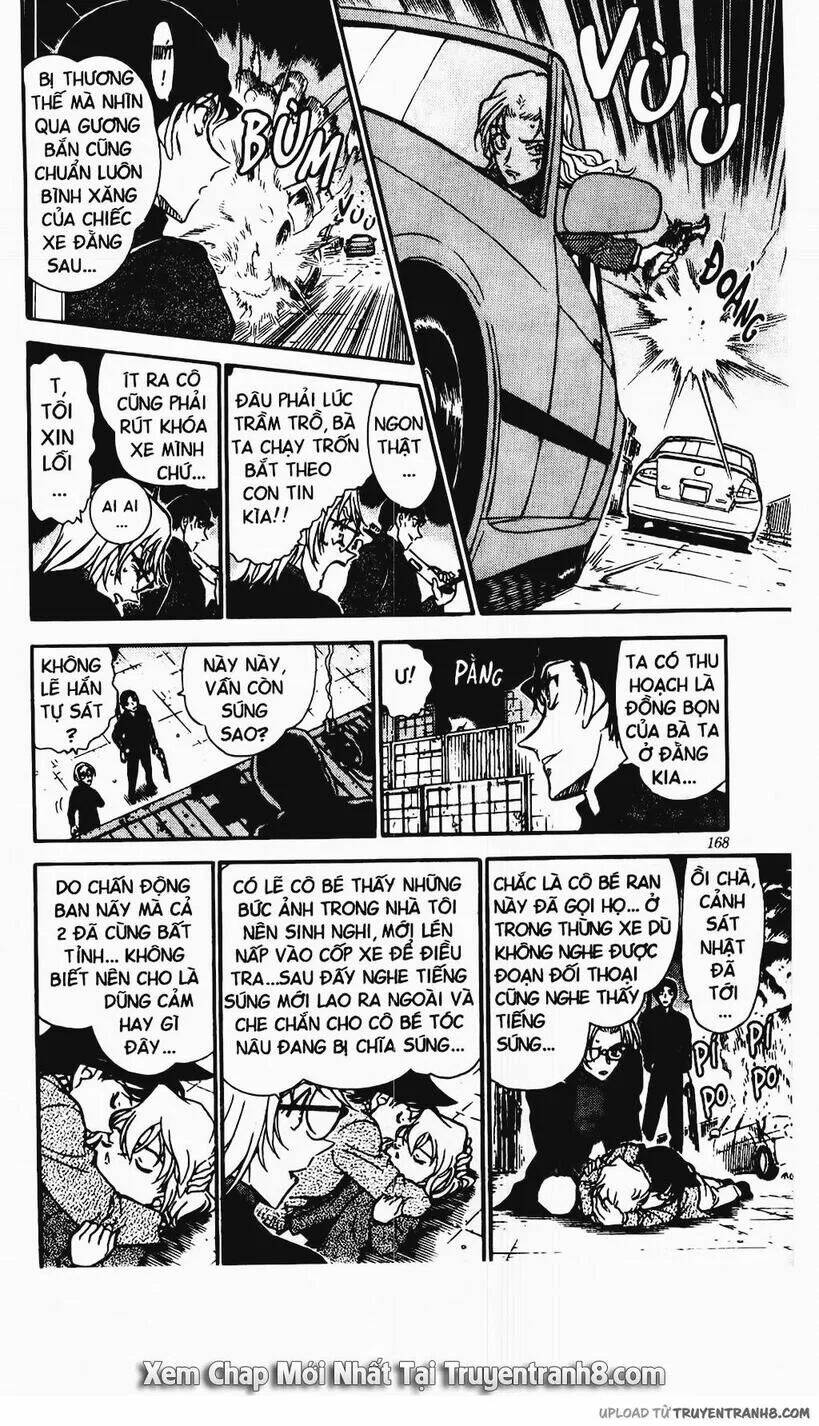 VÙ
Ù
Ù
ĐOÀNG
KÍÍT
!
BÙM
VÙÙ
BỊ THƯƠNG
THẾ MÀ NHÌN
QUA GƯƠNG
BẮN CŨNG
CHUẨN LUÔN
BÌNH XĂNG
CỦA CHIẾC
XE ĐẰNG
SAU...
NGON
THẬT
...
ĐÂU PHẢI LÚC
TRẦM TRỒ, BÀ
TA CHẠY TRỐN
BẮT THEO
CON TIN
KÌA!!
ÍT RA CÔ
CŨNG PHẢI
RÚT KHÓA
XE MÌNH
CHỨ...
AI AI
...
T,
TÔI
XIN
LỖI
...
TA CÓ THU
HOẠCH LÀ
ĐỒNG BỌN
CỦA BÀ TA
Ở ĐẰNG
KIA...
PẰNG
Ư!
NÀY NÀY,
VẪN CÒN
SÚNG
SAO?
KHÔNG
LẼ HẮN
TỰ SÁT
?
168
ỒI CHÀ,
CẢNH
SÁT
NHẬT
ĐÃ
TỚI
...
PÍ
PO
PÍ
PO
CHẮC LÀ CÔ BÉ RAN
NÀY ĐÃ GỌI HỌ... Ở
TRONG THÙNG XE DÙ
KHÔNG NGHE ĐƯỢC
ĐOẠN ĐỐI THOẠI
CŨNG NGHE THẤY
TIẾNG
SÚNG...
CÓ LẼ CÔ BÉ THẤY NHỮNG
BỨC ẢNH TRONG NHÀ TÔI
NÊN SINH NGHI, MỚI LÉN
NẤP VÀO CỐP XE ĐỂ ĐIỀU
TRA...SAU ĐẤY NGHE TIẾNG
SÚNG MỚI LAO RA NGOÀI VÀ
CHE CHẮN CHO CÔ BÉ TÓC
NÂU ĐANG BỊ CHĨA SÚNG...
DO CHẤN ĐỘNG
BAN NÃY MÀ CẢ
2 ĐÃ CÙNG BẤT
TỈNH... KHÔNG
BIẾT NÊN CHO LÀ
DŨNG CẢM
HAY GÌ
ĐÂY...
Xem Chap Mới Nhất Tại Truyentranh8.com
UPLOAD TỪ TRUYENTRANH8.COM